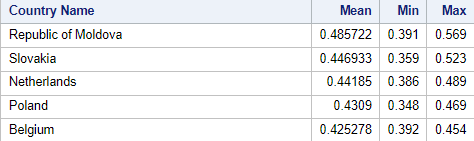 Country Name Mean Min Max
Republic of Moldova 0.485722 0.391 0.569
Slovakia 0.446933 0.359 0.523
Netherlands 0.44185 0.386 0.489
Poland 0.4309 0.348 0.469
Belgium 0.425278 0.392 0.454